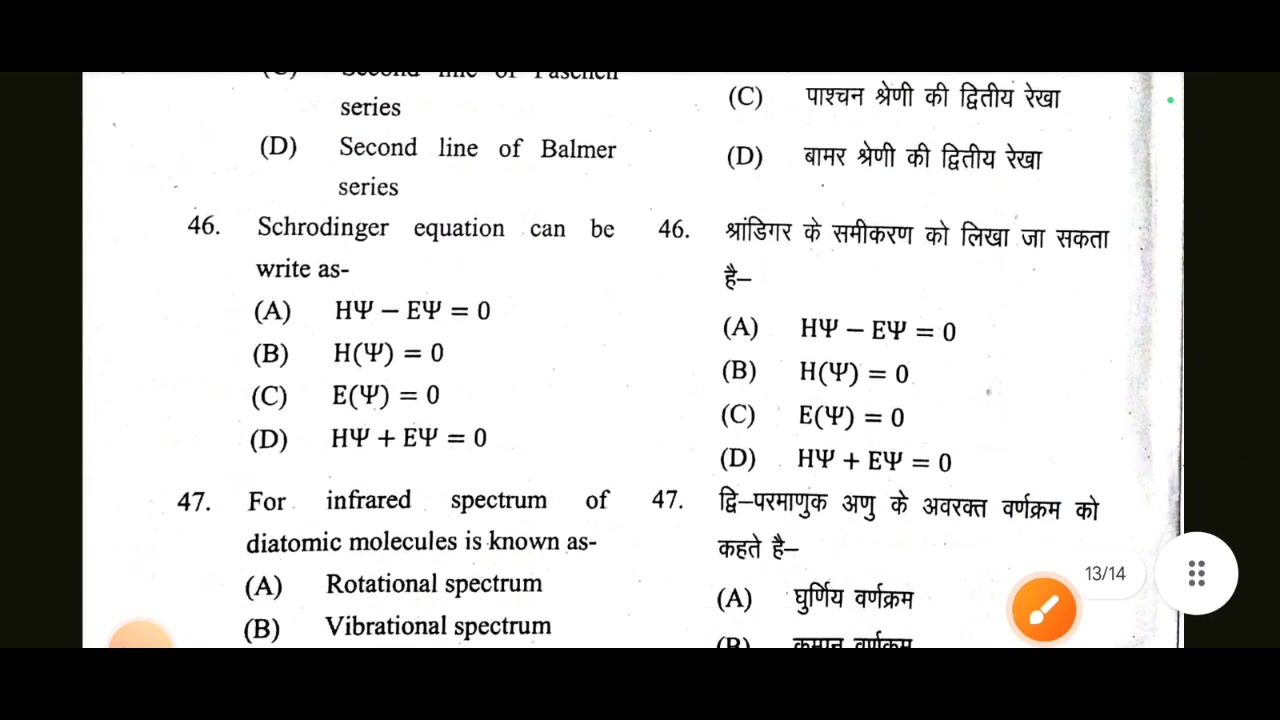 series
(D) Second line of Balmer
series
46. Schrodinger equation can be
write as-
(A) HΨ − EΨ = 0
(B) H(Ψ) = 0
(C) E(Ψ) = 0
(D) HΨ + EΨ = 0
47. For infrared spectrum of
diatomic molecules is known as-
(A) Rotational spectrum
(B) Vibrational spectrum
(C) पाश्चन श्रेणी की द्वितीय रेखा
(D) बामर श्रेणी की द्वितीय रेखा
46. श्रांडिगर के समीकरण को लिखा जा सकता
है–
(A) HΨ − EΨ = 0
(B) H(Ψ) = 0
(C) E(Ψ) = 0
(D) HΨ + EΨ = 0
47. द्वि–परमाणुक अणु के अवरक्त वर्णक्रम को
कहते है–
(A) घुर्णिय वर्णक्रम
13/14